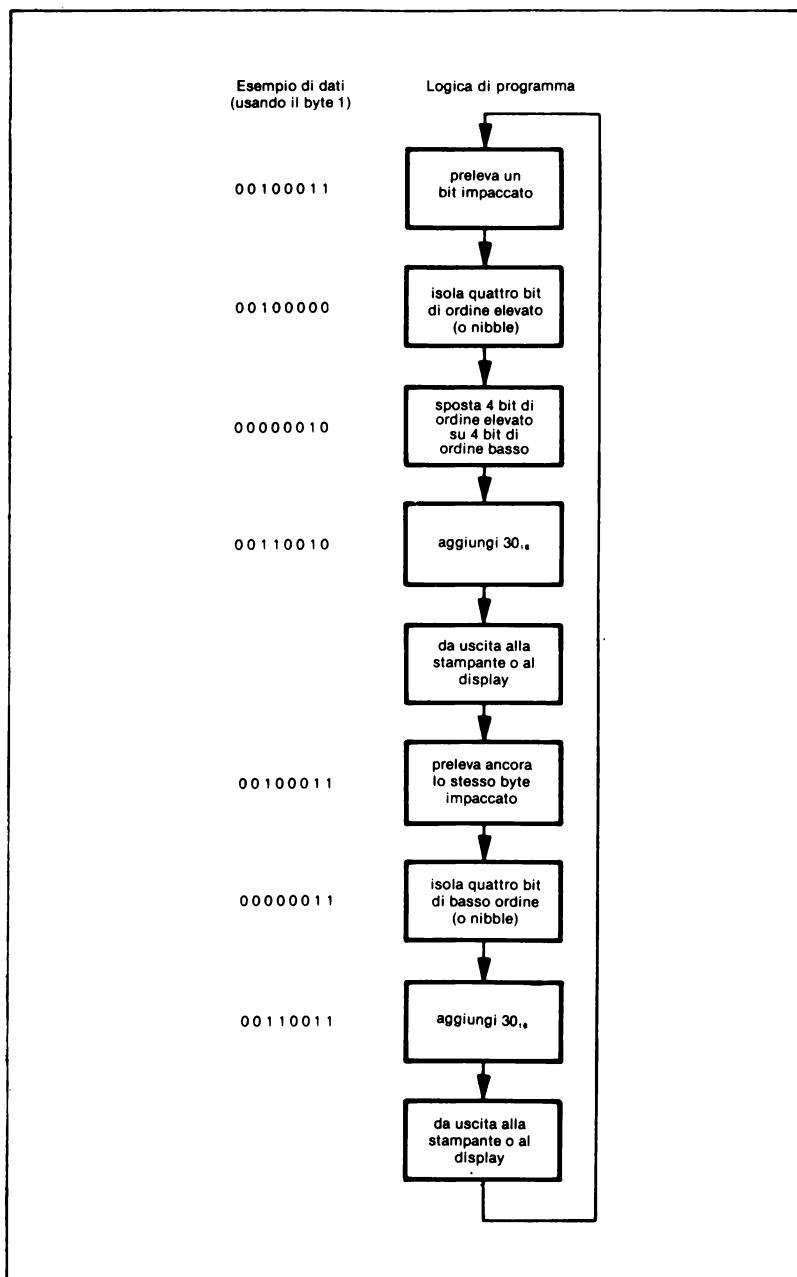 Esempio di dati
(usando il byte 1)
Logica di programma
00100011
preleva un
bit impaccato
00100000
isola quattro bit
di ordine elevato
(o nibble)
00000010
sposta 4 bit di
ordine elevato
su 4 bit di
ordine basso
00110010
aggiungi 30₁₆
da uscita alla
stampante o al
display
00100011
preleva ancora
lo stesso byte
impaccato
00000011
isola quattro bit
di basso ordine
(o nibble)
00110011
aggiungi 30₁₆
da uscita alla
stampante o al
display